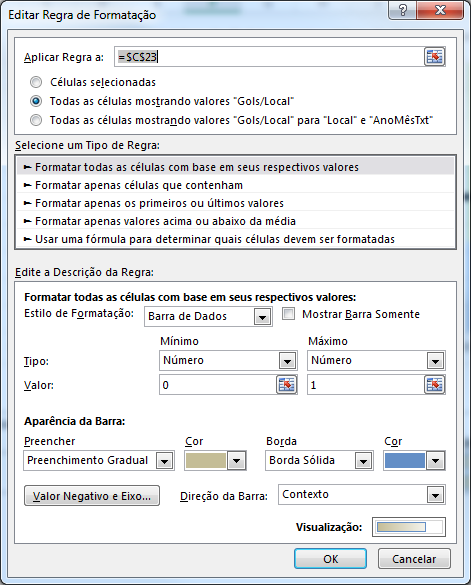 Editar Regra de Formatação
Aplicar Regra a: =$C$23
Células selecionadas
Todas as células mostrando valores "Gols/Local"
Todas as células mostrando valores "Gols/Local" para "Local" e "AnoMêsTxt"
Selecione um Tipo de Regra:
► Formatar todas as células com base em seus respectivos valores
► Formatar apenas células que contenham
► Formatar apenas os primeiros ou últimos valores
► Formatar apenas valores acima ou abaixo da média
► Usar uma fórmula para determinar quais células devem ser formatadas
Edite a Descrição da Regra:
Formatar todas as células com base em seus respectivos valores:
Estilo de Formatação: Barra de Dados Mostrar Barra Somente
Mínimo Máximo
Tipo: Número Número
Valor: 0 1
Aparência da Barra:
Preencher Cor Borda Cor
Preenchimento Gradual Borda Sólida
Valor Negativo e Eixo... Direção da Barra: Contexto
Visualização:
OK Cancelar